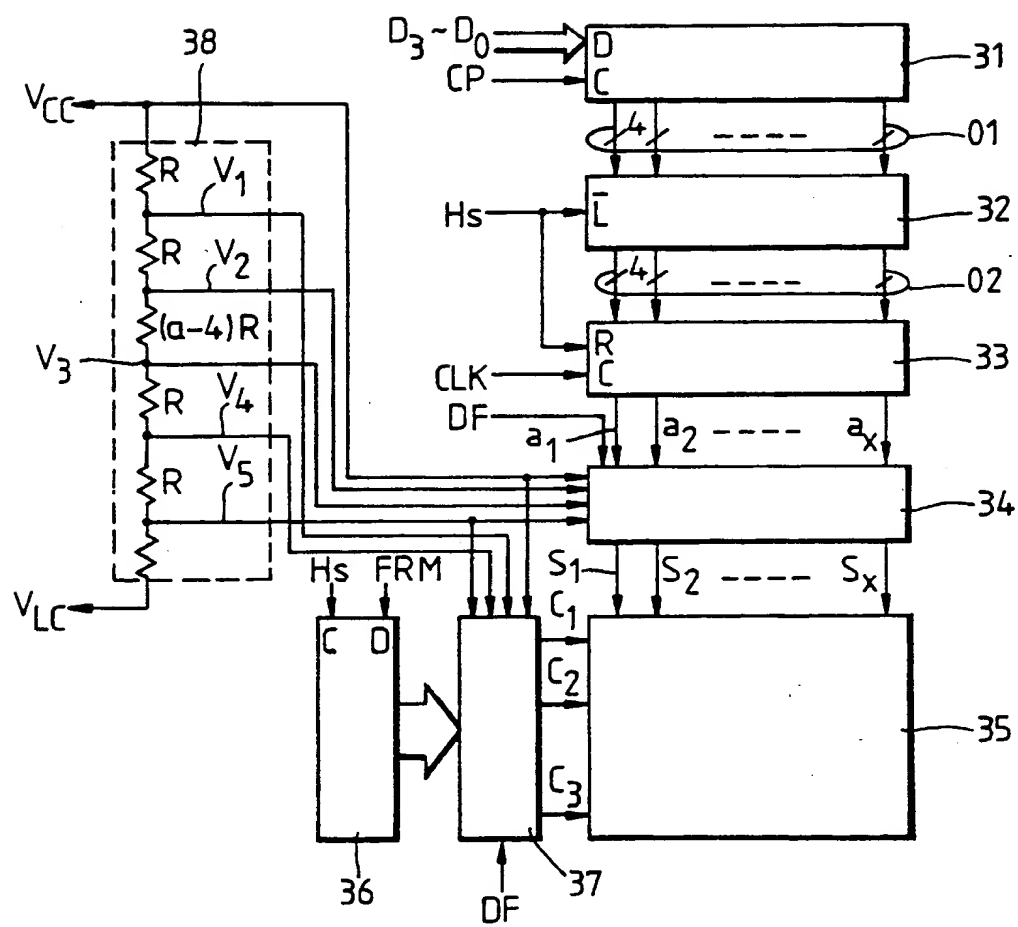 38
D3~D0
D
31
CP
C
VCC
4
01
R
V1
Hs
L̅
32
R
V2
4
02
(a-4)R
R
33
V3
CLK
C
R
V4
DF
a1
a2
ax
R
V5
34
Hs
FRM
S1
S2
Sx
VLC
C
D
C1
C2
35
C3
36
37
DF